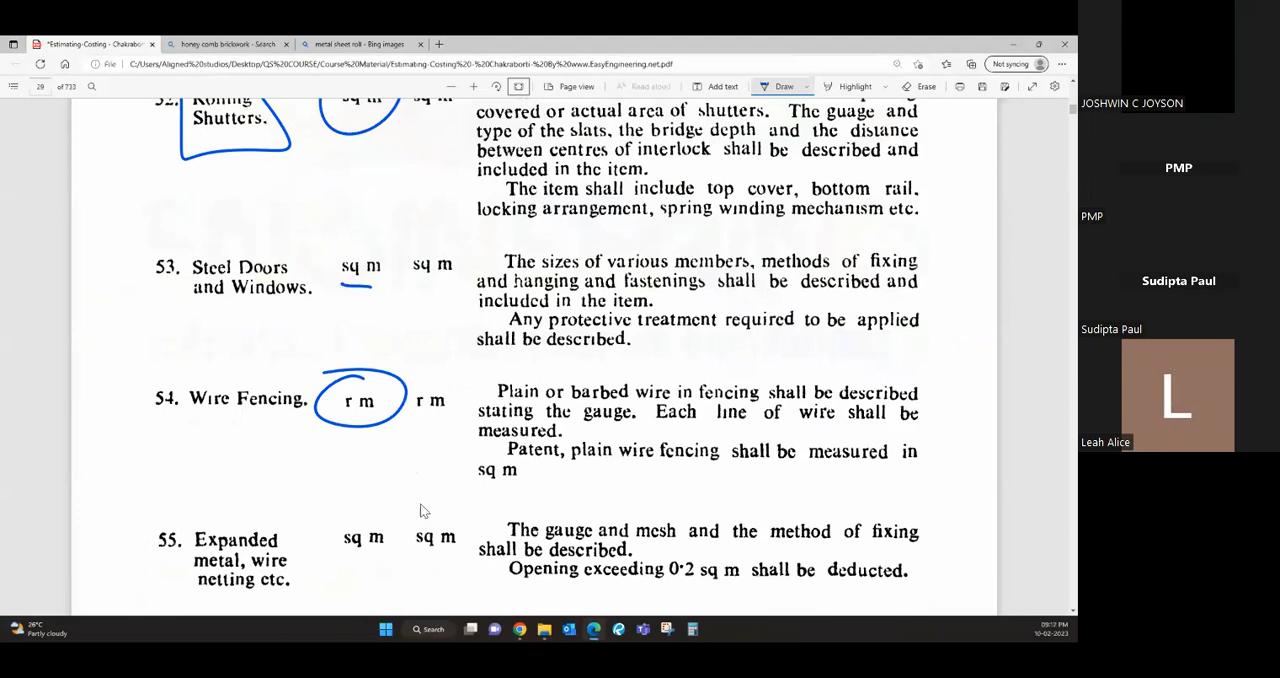 *Estimating-Costing - Chakrabor
honey comb brickwork - Search
metal sheet roll - Bing images
File
C:/Users/Aligned%20studios/Desktop/QS%20COURSE/Course%20Material/Estimating-Costing%20-%20Chakraborti-%20By%20www.EasyEngineering.net.pdf
Not syncing
29 of 733
Page view
Read aloud
Add text
Draw
Highlight
Erase
52. Rolling sq m sq m
covered or actual area of shutters. The guage and
Shutters.
type of the slats, the bridge depth and the distance
between centres of interlock shall be described and
included in the item.
The item shall include top cover, bottom rail,
locking arrangement, spring winding mechanism etc.
53. Steel Doors sq m sq m The sizes of various members, methods of fixing
and Windows. and hanging and fastenings shall be described and
included in the item.
Any protective treatment required to be applied
shall be described.
54. Wire Fencing. r m r m Plain or barbed wire in fencing shall be described
stating the gauge. Each line of wire shall be
measured.
Patent, plain wire fencing shall be measured in
sq m
55. Expanded sq m sq m The gauge and mesh and the method of fixing
metal, wire shall be described.
netting etc. Opening exceeding 0·2 sq m shall be deducted.
JOSHWIN C JOYSON
PMP
PMP
Sudipta Paul
Sudipta Paul
L
Leah Alice
26°C
Partly cloudy
Search
09:12 PM
10-02-2023